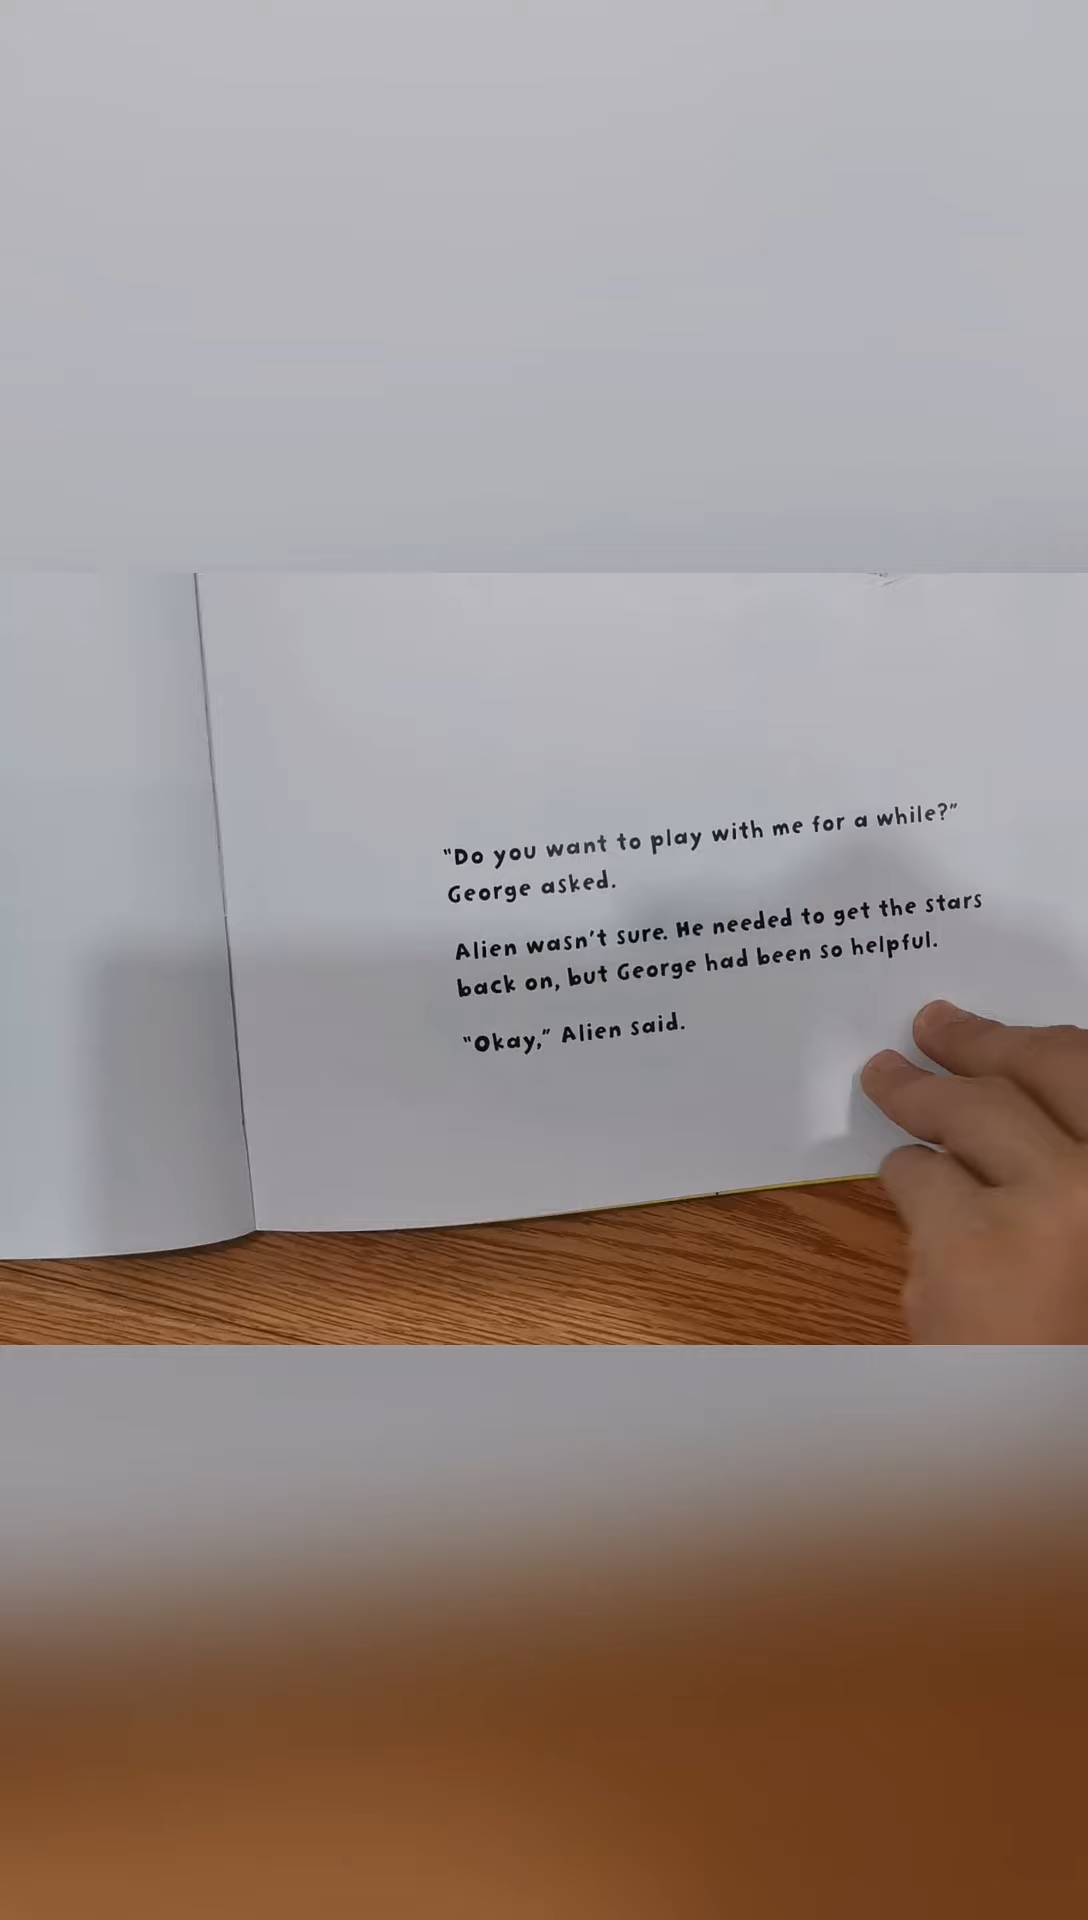 "Do you want to play with me for a while?"
George asked.
Alien wasn't sure. He needed to get the stars
back on, but George had been so helpful.
"Okay," Alien said.